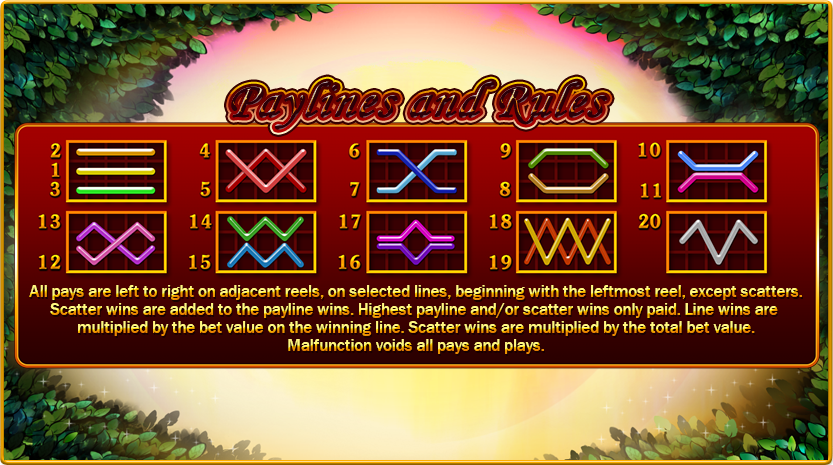 Paylines and Rules
2 4 6 9 10
1
3 5 7 8 11
13 14 17 18 20
12 15 16 19
All pays are left to right on adjacent reels, on selected lines, beginning with the leftmost reel, except scatters.
Scatter wins are added to the payline wins. Highest payline and/or scatter wins only paid. Line wins are
multiplied by the bet value on the winning line. Scatter wins are multiplied by the total bet value.
Malfunction voids all pays and plays.